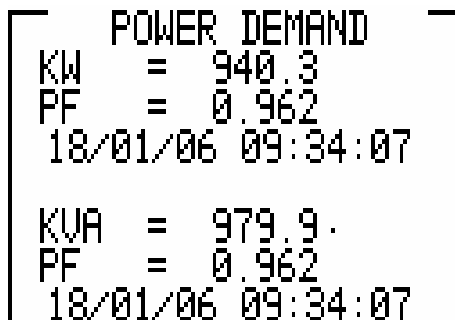 POWER DEMAND
KW = 940.3
PF = 0.962
18/01/06 09:34:07
KVA = 979.9
PF = 0.962
18/01/06 09:34:07